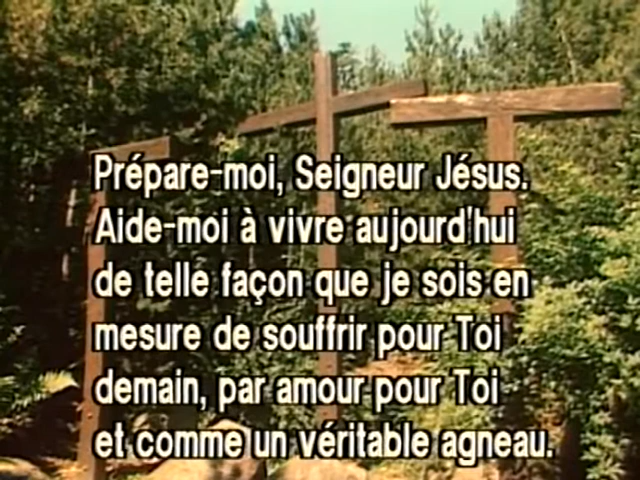 Prépare-moi, Seigneur Jésus.
Aide-moi à vivre aujourd'hui
de telle façon que je sois en
mesure de souffrir pour Toi
demain, par amour pour Toi
et comme un véritable agneau.